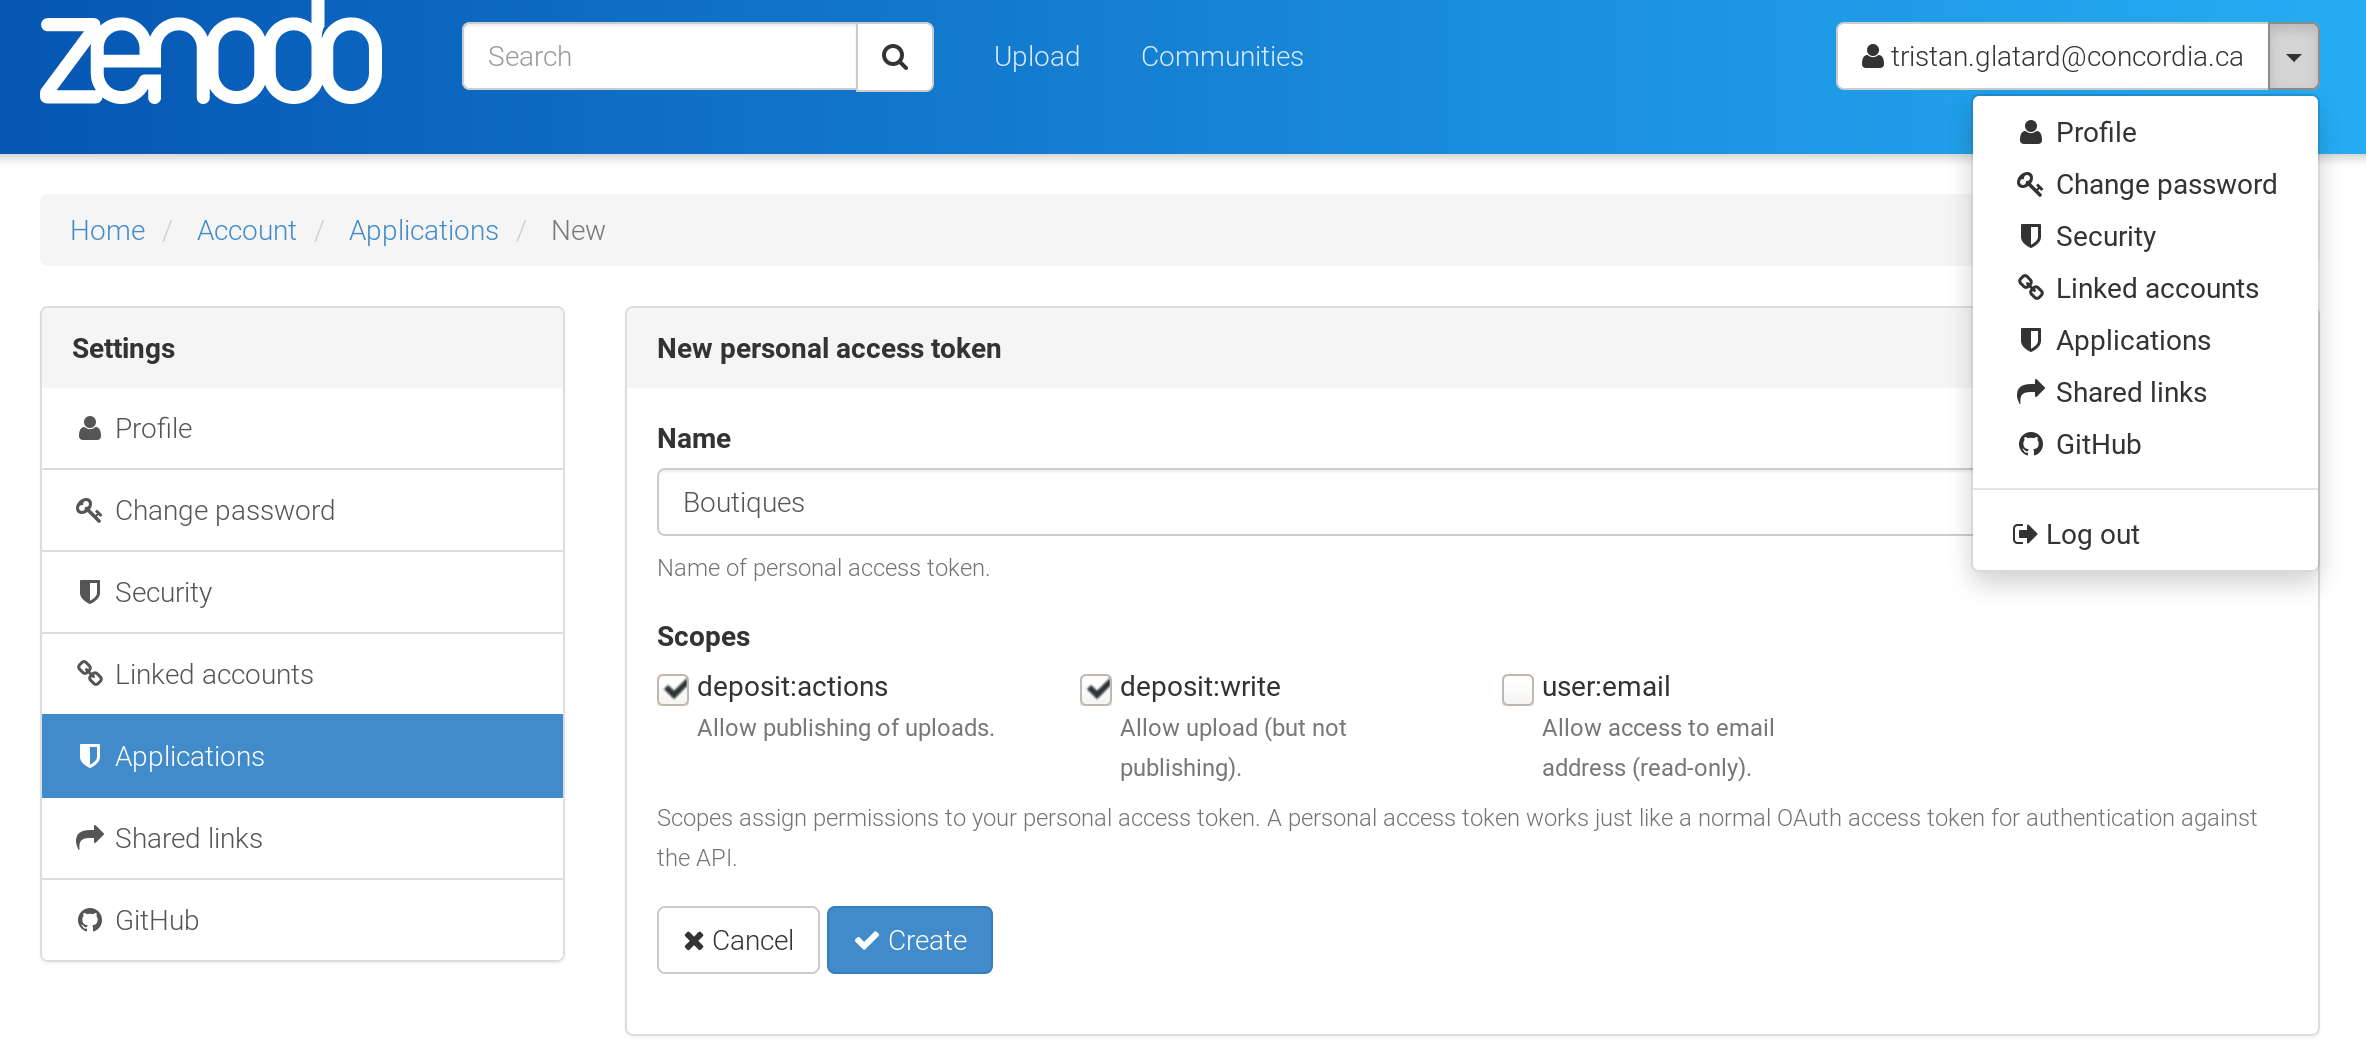 zenodo
Search
Upload
Communities
tristan.glatard@concordia.ca
Profile
Change password
Security
Linked accounts
Applications
Shared links
GitHub
Log out
Home / Account / Applications / New
Settings
Profile
Change password
Security
Linked accounts
Applications
Shared links
GitHub
New personal access token
Name
Boutiques
Name of personal access token.
Scopes
deposit:actions
Allow publishing of uploads.
deposit:write
Allow upload (but not
publishing).
user:email
Allow access to email
address (read-only).
Scopes assign permissions to your personal access token. A personal access token works just like a normal OAuth access token for authentication against
the API.
Cancel
Create